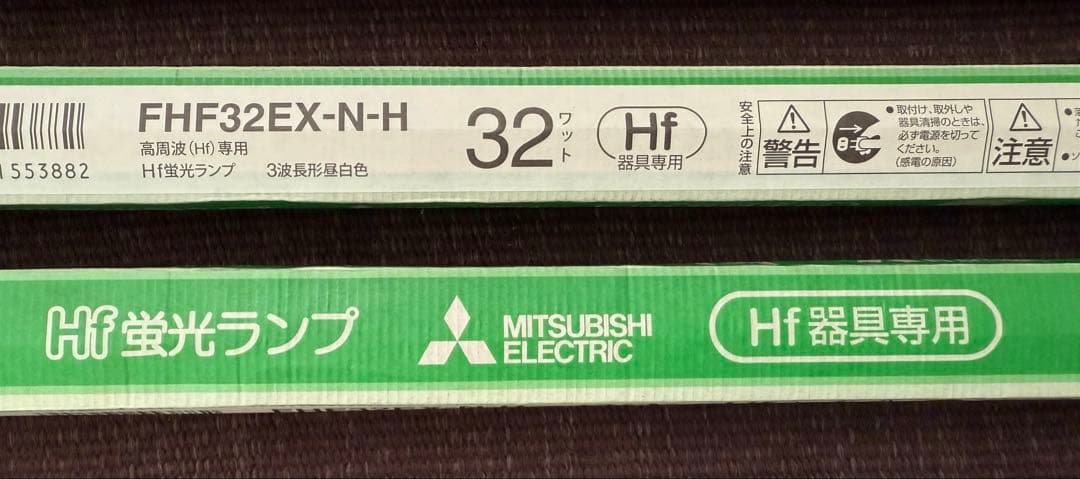 553882
FHF32EX-N-H
高周波(Hf)専用
Hf蛍光ランプ 3波長形昼白色
32
ワット
Hf
器具専用
安全上の注意
警告
●取付け、取外しや
器具清掃のときは、
必ず電源を切って
ください。
(感電の原因)
注意
Hf蛍光ランプ
MITSUBISHI
ELECTRIC
Hf器具専用